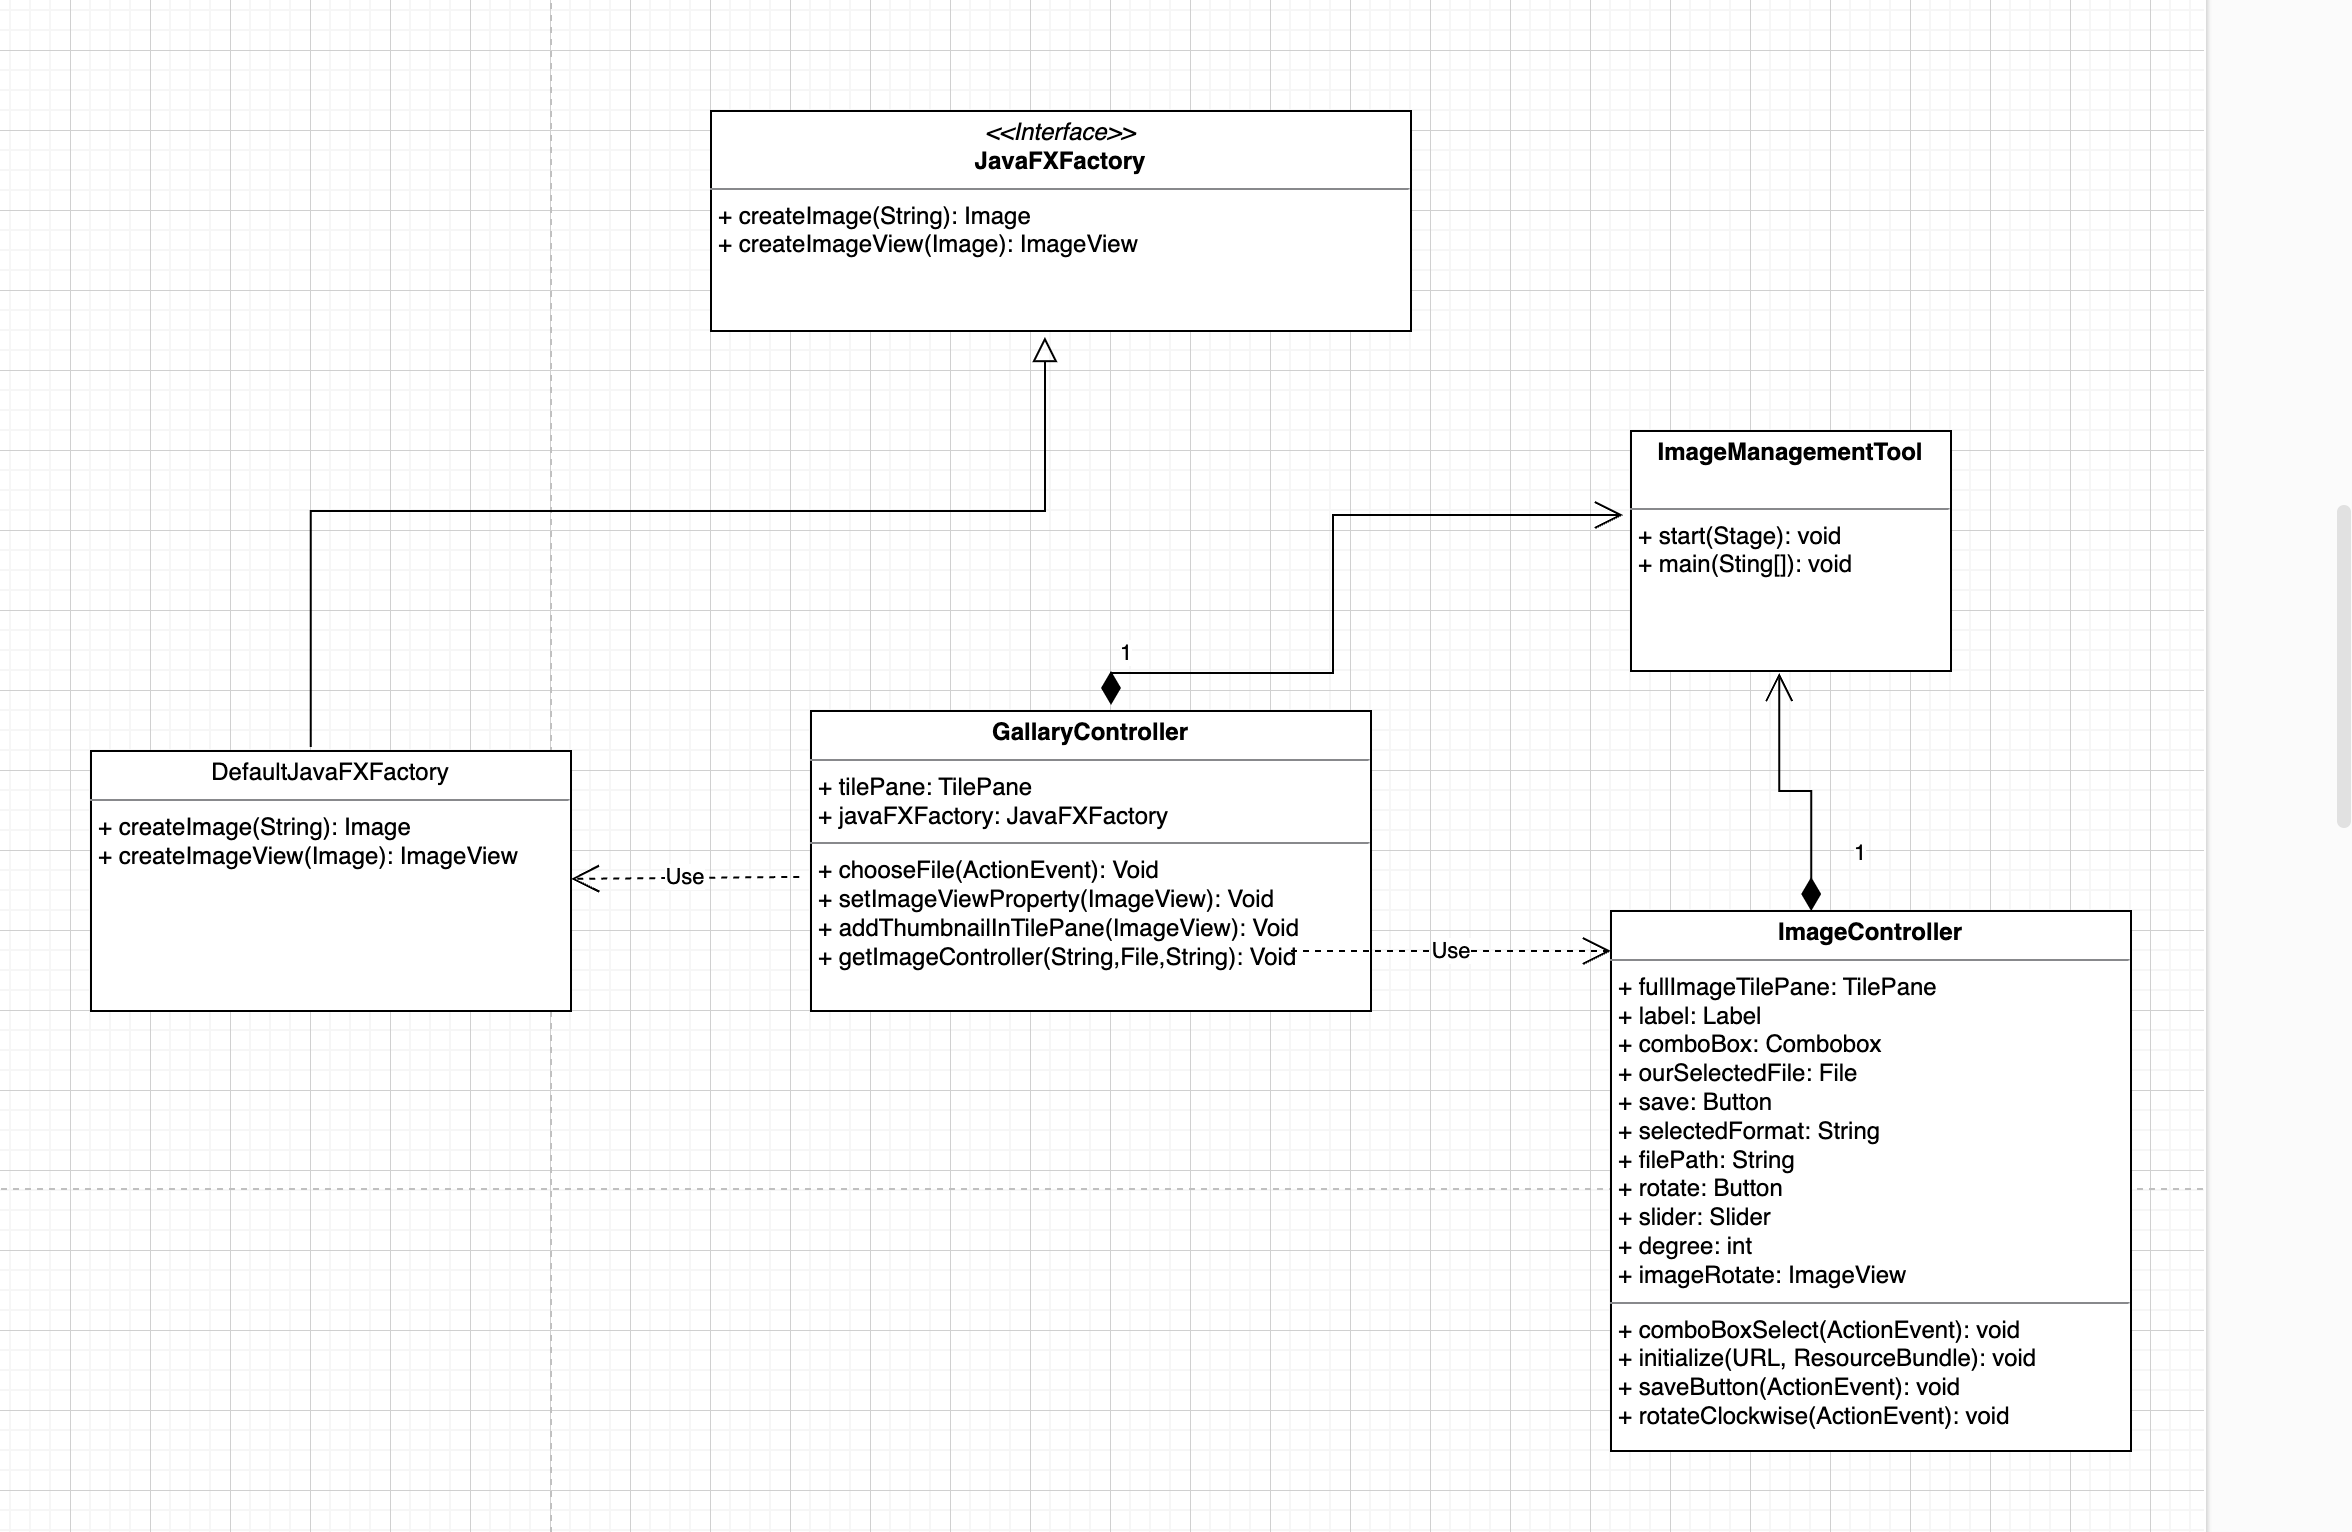 <<Interface>>
JavaFXFactory
+ createImage(String): Image
+ createImageView(Image): ImageView
ImageManagementTool
+ start(Stage): void
+ main(Sting[]): void
1
GallaryController
+ tilePane: TilePane
+ javaFXFactory: JavaFXFactory
+ chooseFile(ActionEvent): Void
+ setImageViewProperty(ImageView): Void
+ addThumbnailInTilePane(ImageView): Void
+ getImageController(String,File,String): Void
DefaultJavaFXFactory
+ createImage(String): Image
+ createImageView(Image): ImageView
Use
Use
1
ImageController
+ fullImageTilePane: TilePane
+ label: Label
+ comboBox: Combobox
+ ourSelectedFile: File
+ save: Button
+ selectedFormat: String
+ filePath: String
+ rotate: Button
+ slider: Slider
+ degree: int
+ imageRotate: ImageView
+ comboBoxSelect(ActionEvent): void
+ initialize(URL, ResourceBundle): void
+ saveButton(ActionEvent): void
+ rotateClockwise(ActionEvent): void